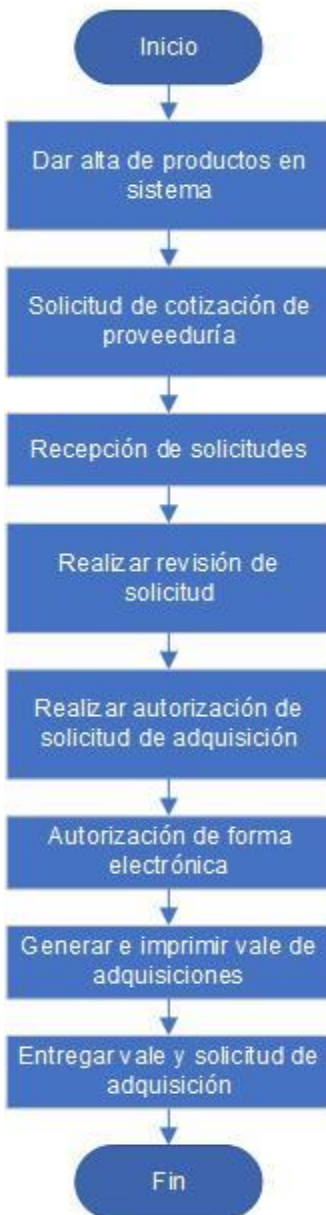 Inicio
Dar alta de productos en
sistema
Solicitud de cotización de
proveeduría
Recepción de solicitudes
Realizar revisión de
solicitud
Realizar autorización de
solicitud de adquisición
Autorización de forma
electrónica
Generar e imprimir vale de
adquisiciones
Entregar vale y solicitud de
adquisición
Fin